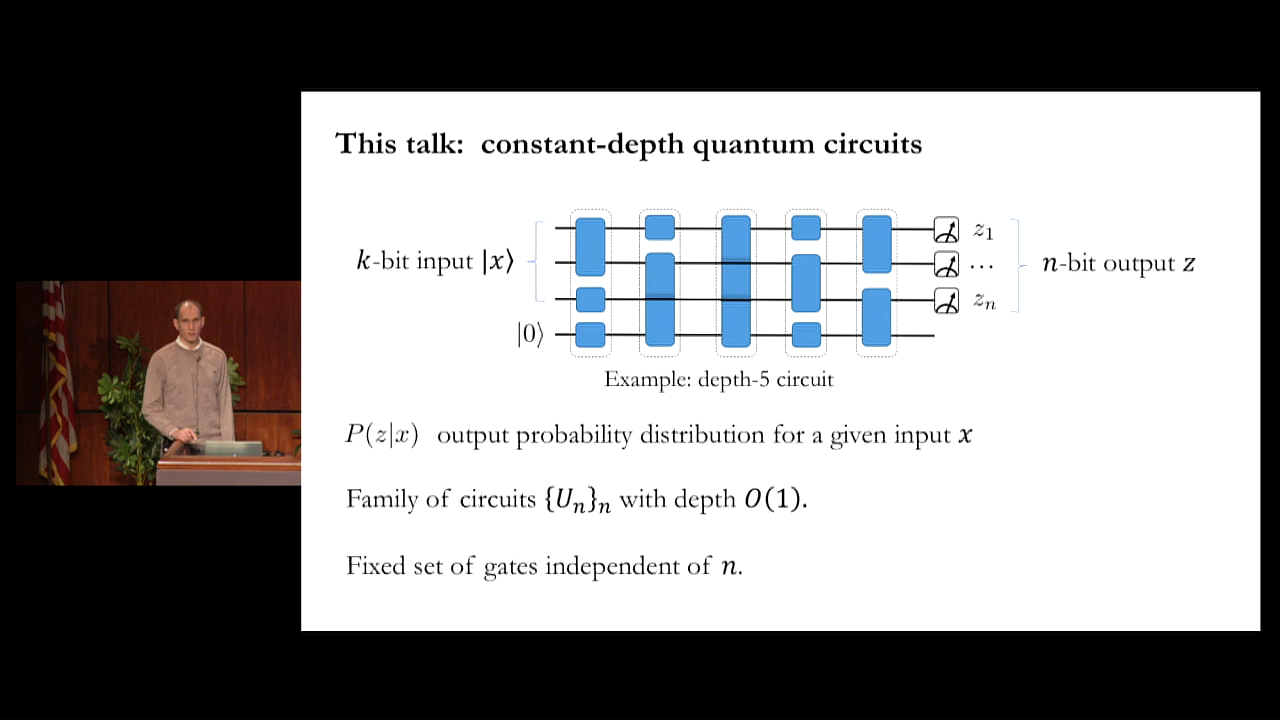 This talk: constant-depth quantum circuits
k-bit input |x⟩
|0⟩
z₁
...
zₙ
n-bit output z
Example: depth-5 circuit
P(z|x) output probability distribution for a given input x
Family of circuits {Uₙ}ₙ with depth O(1).
Fixed set of gates independent of n.